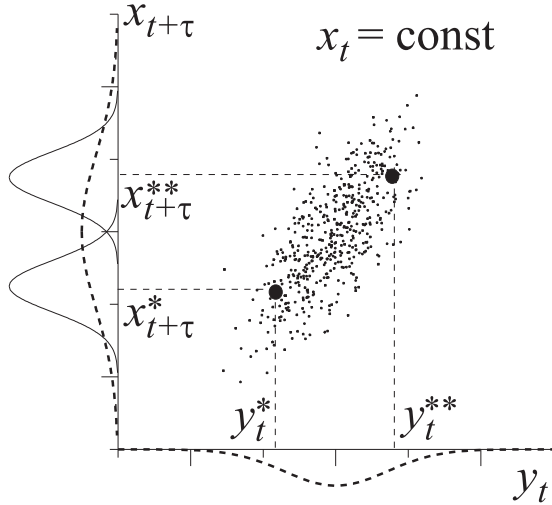 x_{t+τ}
x_t = const
x^{**}_{t+τ}
x^*_{t+τ}
y^*_t
y^{**}_t
y_t